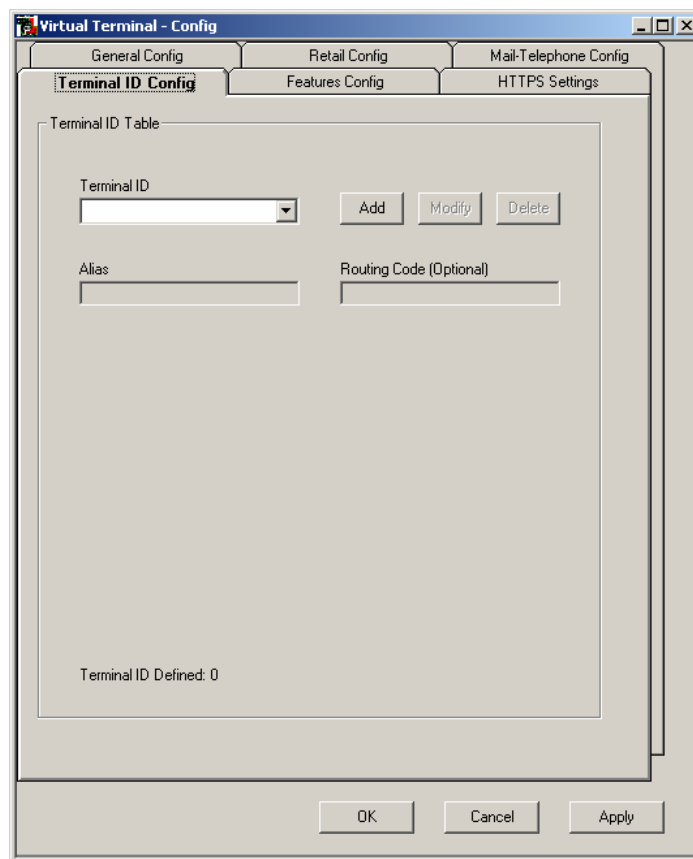 Virtual Terminal - Config
General Config
Retail Config
Mail-Telephone Config
Terminal ID Config
Features Config
HTTPS Settings
Terminal ID Table
Terminal ID
Add
Modify
Delete
Alias
Routing Code (Optional)
Terminal ID Defined: 0
OK
Cancel
Apply